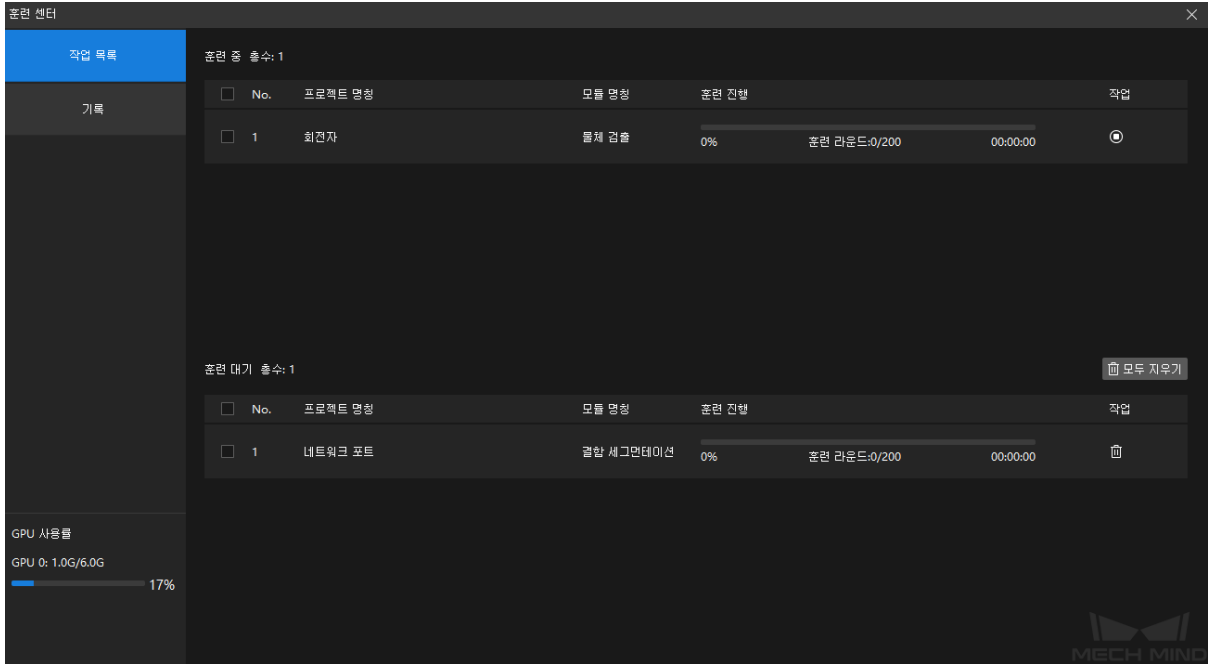 훈련 센터
작업 목록
기록
훈련 중 총수: 1
No. 프로젝트 명칭 모듈 명칭 훈련 진행 작업
1 회전자 물체 검출 0% 훈련 라운드:0/200 00:00:00
훈련 대기 총수: 1 모두 지우기
No. 프로젝트 명칭 모듈 명칭 훈련 진행 작업
1 네트워크 포트 결함 세그먼테이션 0% 훈련 라운드:0/200 00:00:00
GPU 사용률
GPU 0: 1.0G/6.0G
17%
MECH MIND